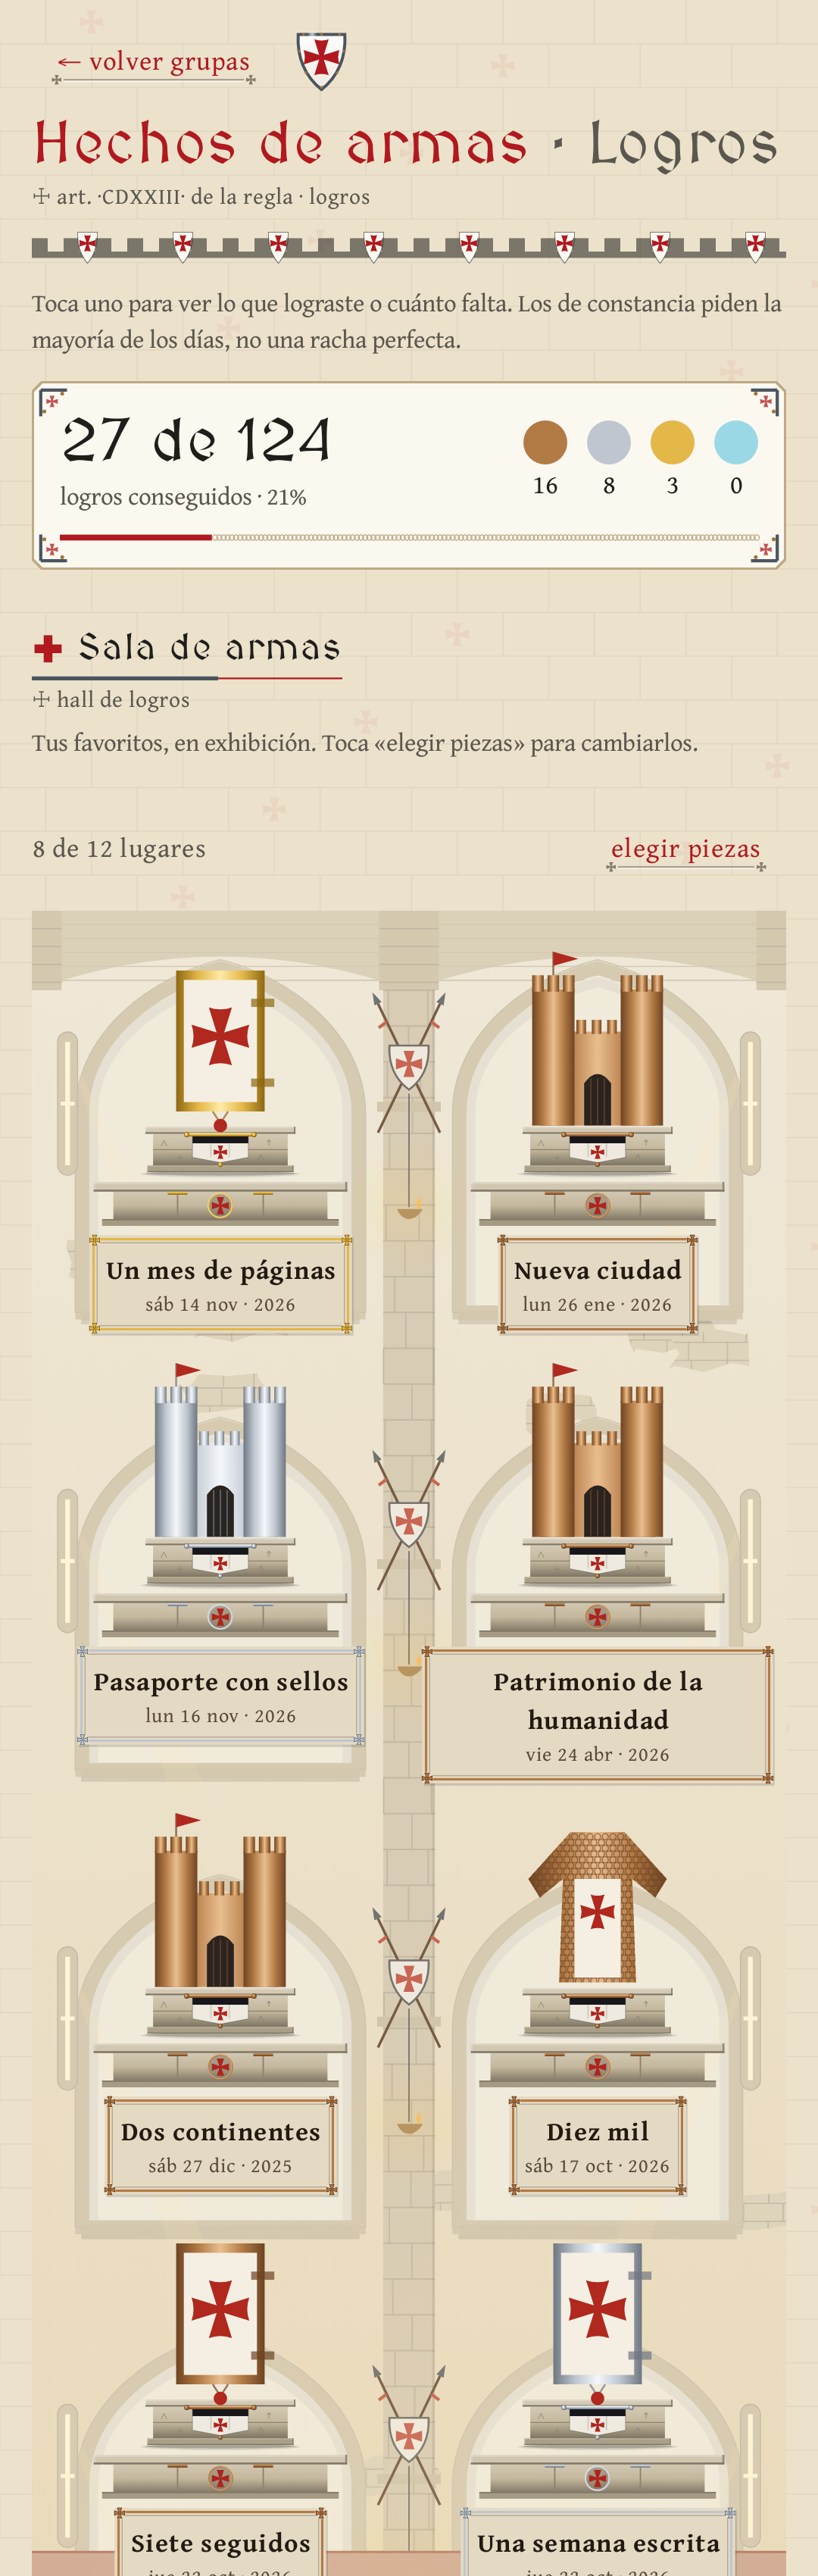 ← volver grupas
Hechos de armas · Logros
☩ art. ·CDXXIII· de la regla · logros
Toca uno para ver lo que lograste o cuánto falta. Los de constancia piden la
mayoría de los días, no una racha perfecta.
27 de 124
logros conseguidos · 21%
16 8 3 0
Sala de armas
☩ hall de logros
Tus favoritos, en exhibición. Toca «elegir piezas» para cambiarlos.
8 de 12 lugares
elegir piezas
Un mes de páginas
sáb 14 nov · 2026
Nueva ciudad
lun 26 ene · 2026
Pasaporte con sellos
lun 16 nov · 2026
Patrimonio de la
humanidad
vie 24 abr · 2026
Dos continentes
sáb 27 dic · 2025
Diez mil
sáb 17 oct · 2026
Siete seguidos
Una semana escrita